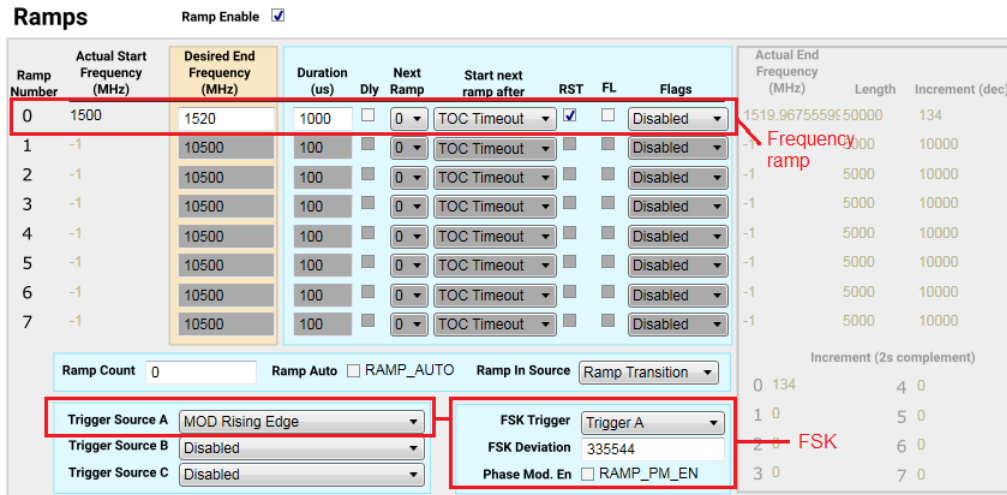 Ramps Ramp Enable
Ramp Number Actual Start Frequency (MHz) Desired End Frequency (MHz) Duration (us) Dly Next Ramp Start next ramp after RST FL Flags Actual End Frequency (MHz) Length Increment (dec)
0 1500 1520 1000 0 TOC Timeout Disabled 1519.967555599 50000 134
Frequency ramp
1 -1 10500 100 0 TOC Timeout Disabled -1 5000 10000
2 -1 10500 100 0 TOC Timeout Disabled -1 5000 10000
3 -1 10500 100 0 TOC Timeout Disabled -1 5000 10000
4 -1 10500 100 0 TOC Timeout Disabled -1 5000 10000
5 -1 10500 100 0 TOC Timeout Disabled -1 5000 10000
6 -1 10500 100 0 TOC Timeout Disabled -1 5000 10000
7 -1 10500 100 0 TOC Timeout Disabled -1 5000 10000
Ramp Count 0 Ramp Auto RAMP_AUTO Ramp In Source Ramp Transition
Increment (2s complement)
0 134 4 0
1 0 5 0
2 0 6 0
3 0 7 0
Trigger Source A MOD Rising Edge
Trigger Source B Disabled
Trigger Source C Disabled
FSK Trigger Trigger A
FSK Deviation 335544
Phase Mod. En RAMP_PM_EN
FSK